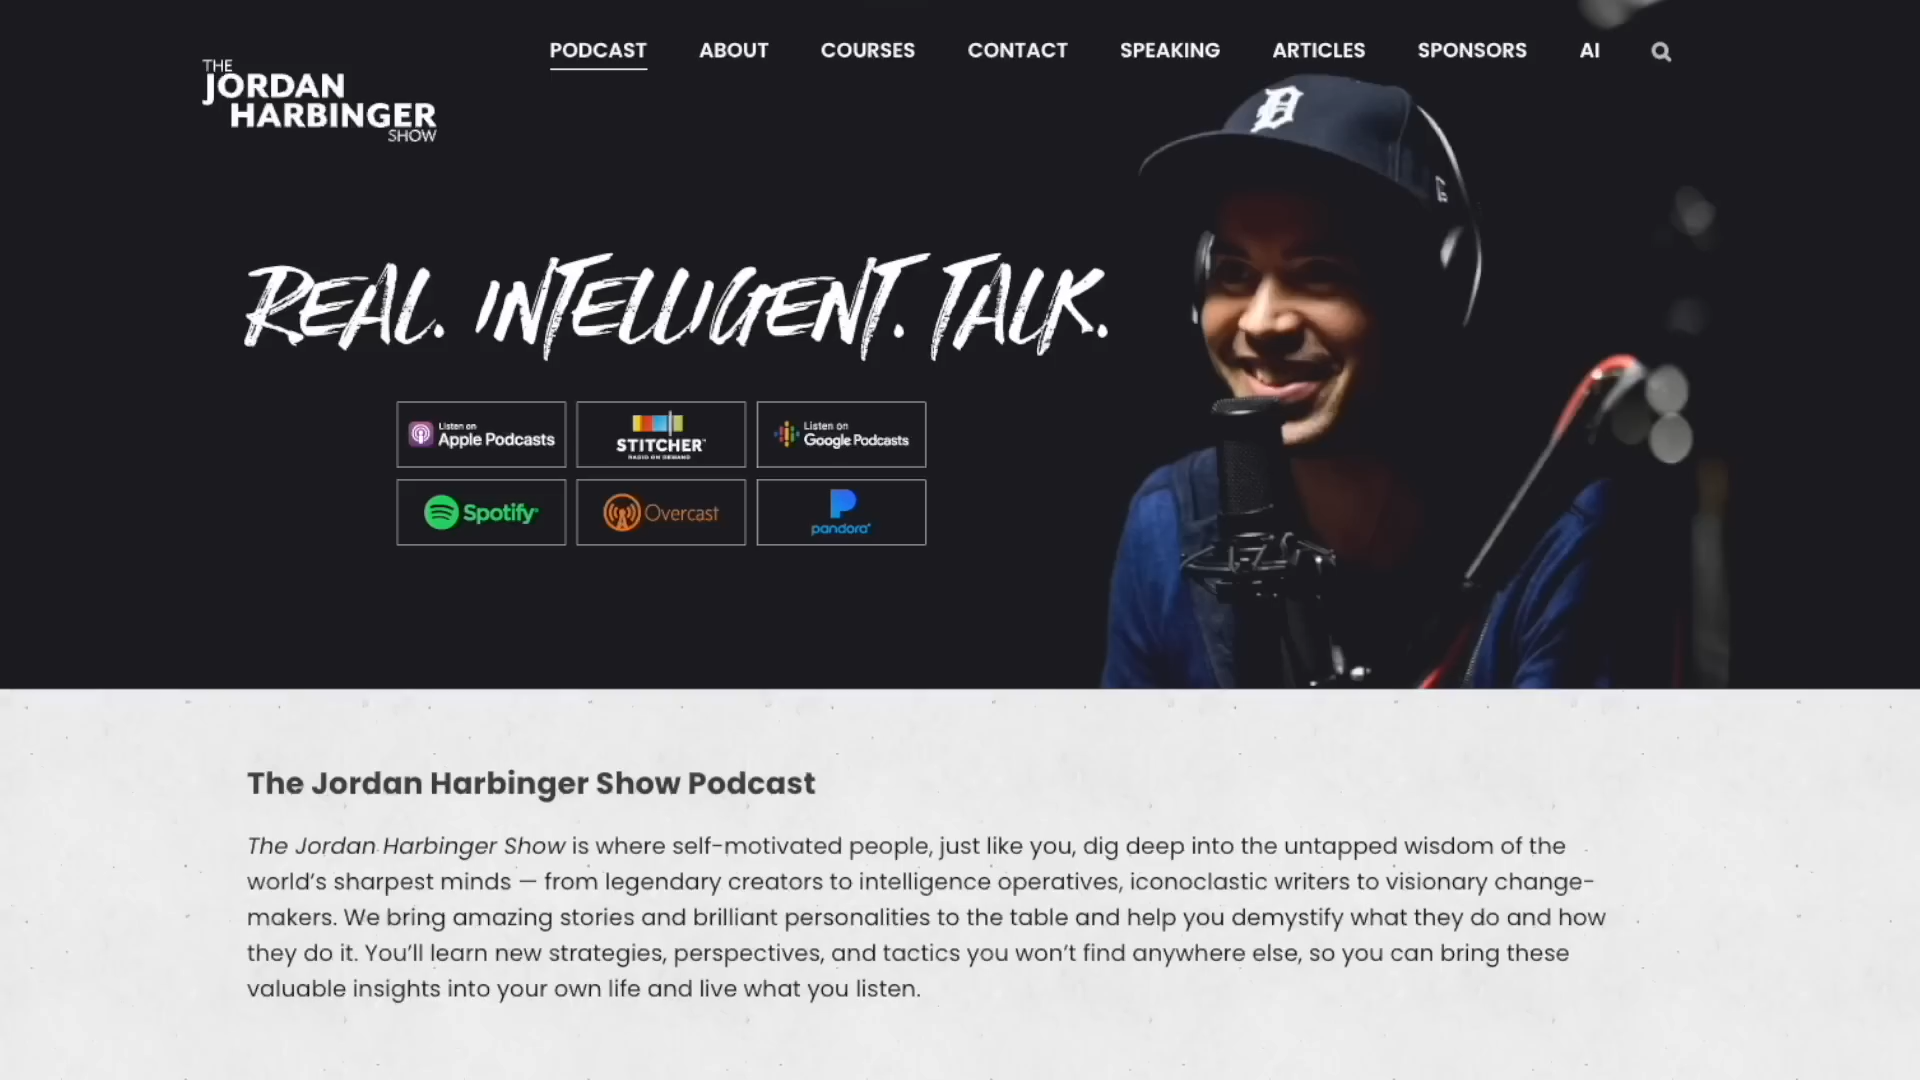 PODCAST ABOUT COURSES CONTACT SPEAKING ARTICLES SPONSORS AI
THE
JORDAN
HARBINGER
SHOW
D
REAL. INTELLIGENT. TALK.
Listen on
Apple Podcasts
STITCHER
RADIO ON DEMAND
Listen on
Google Podcasts
Spotify
Overcast
pandora
The Jordan Harbinger Show Podcast
The Jordan Harbinger Show is where self-motivated people, just like you, dig deep into the untapped wisdom of the
world’s sharpest minds — from legendary creators to intelligence operatives, iconoclastic writers to visionary change-
makers. We bring amazing stories and brilliant personalities to the table and help you demystify what they do and how
they do it. You’ll learn new strategies, perspectives, and tactics you won’t find anywhere else, so you can bring these
valuable insights into your own life and live what you listen.